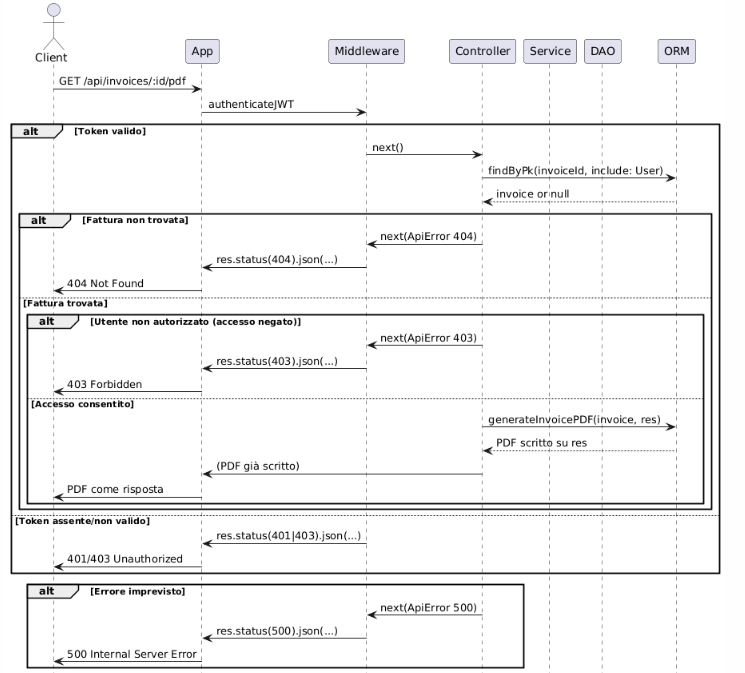 Client
App
Middleware
Controller
Service
DAO
ORM
GET /api/invoices/:id/pdf
authenticateJWT
alt [Token valido]
next()
findByPk(invoiceId, include: User)
invoice or null
alt [Fattura non trovata]
next(ApiError 404)
res.status(404).json(...)
404 Not Found
[Fattura trovata]
alt [Utente non autorizzato (accesso negato)]
next(ApiError 403)
res.status(403).json(...)
403 Forbidden
[Accesso consentito]
generateInvoicePDF(invoice, res)
PDF scritto su res
(PDF già scritto)
PDF come risposta
[Token assente/non valido]
res.status(401|403).json(...)
401/403 Unauthorized
alt [Errore imprevisto]
next(ApiError 500)
res.status(500).json(...)
500 Internal Server Error